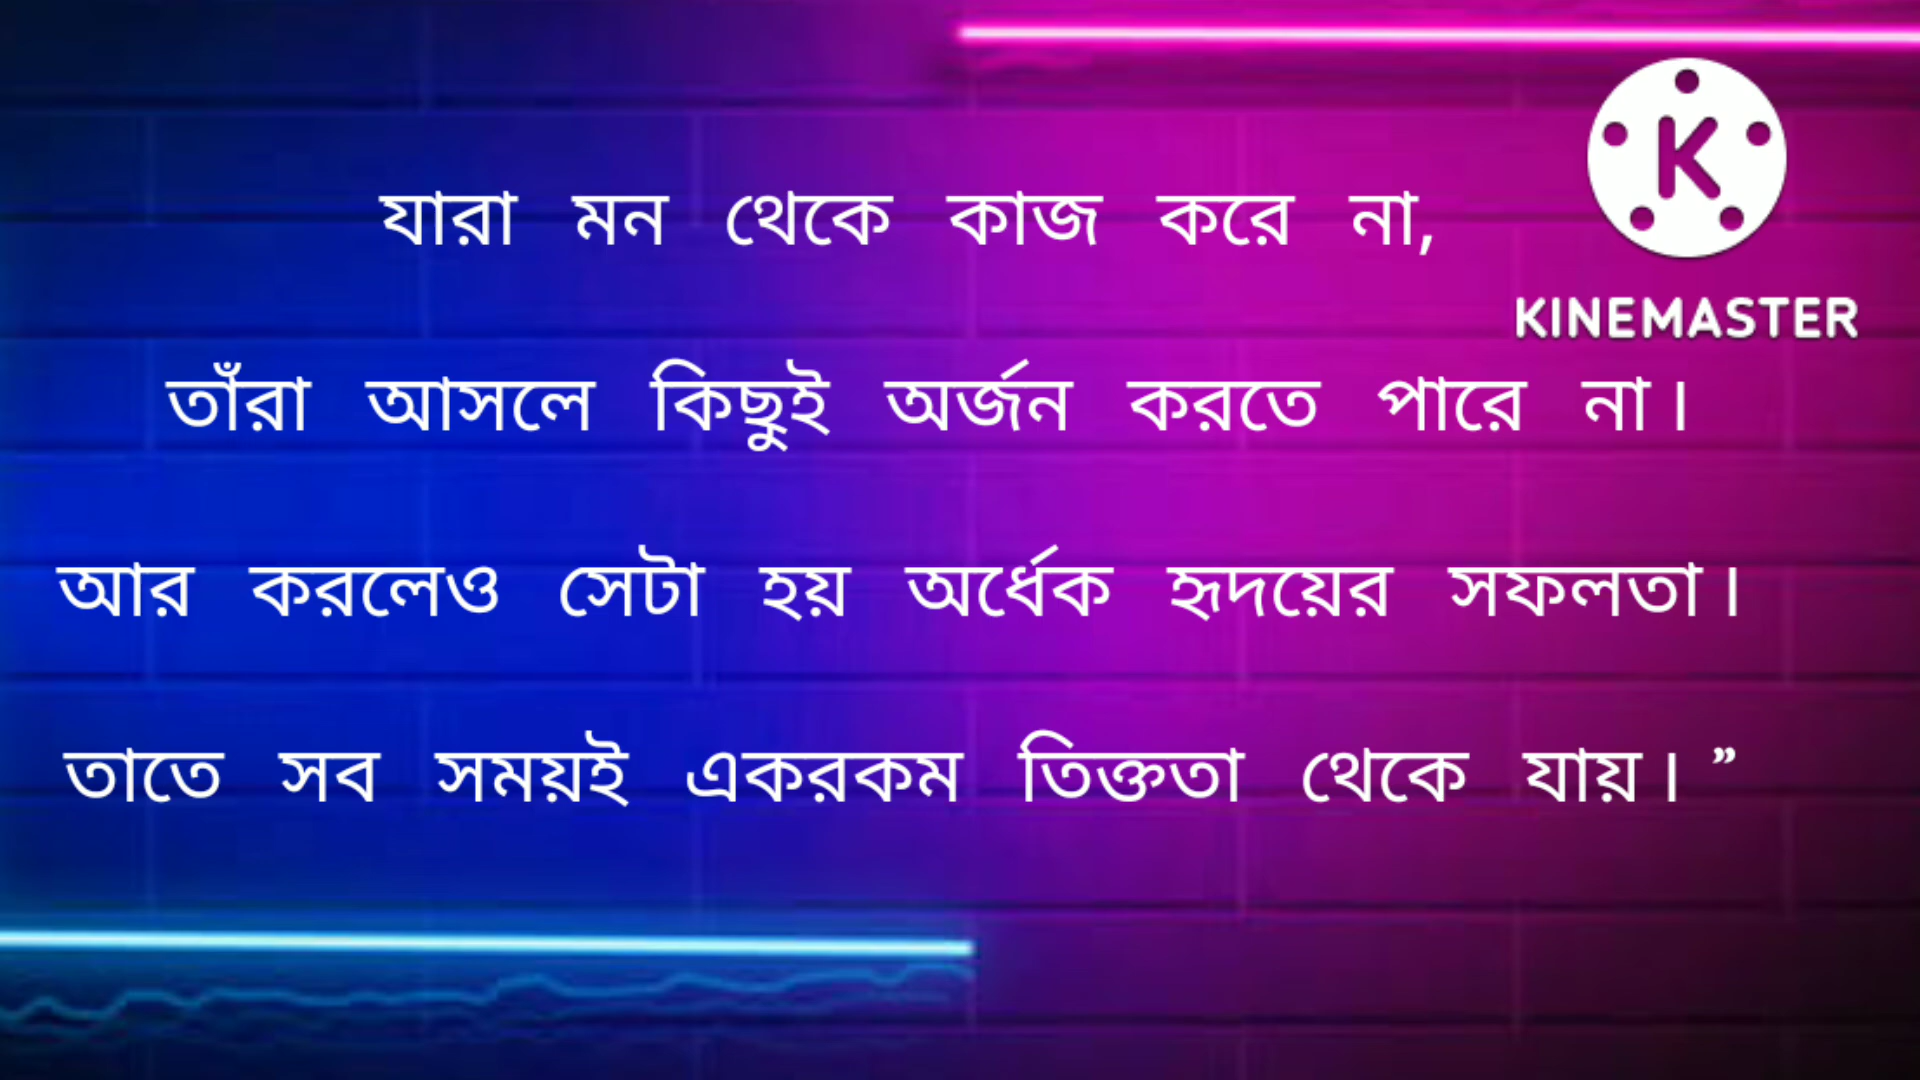 যারা মন থেকে কাজ করে না,
KINEMASTER
তাঁরা আসলে কিছুই অর্জন করতে পারে না।
আর করলেও সেটা হয় অর্ধেক হৃদয়ের সফলতা।
তাতে সব সময়ই একরকম তিক্ততা থেকে যায়। ”